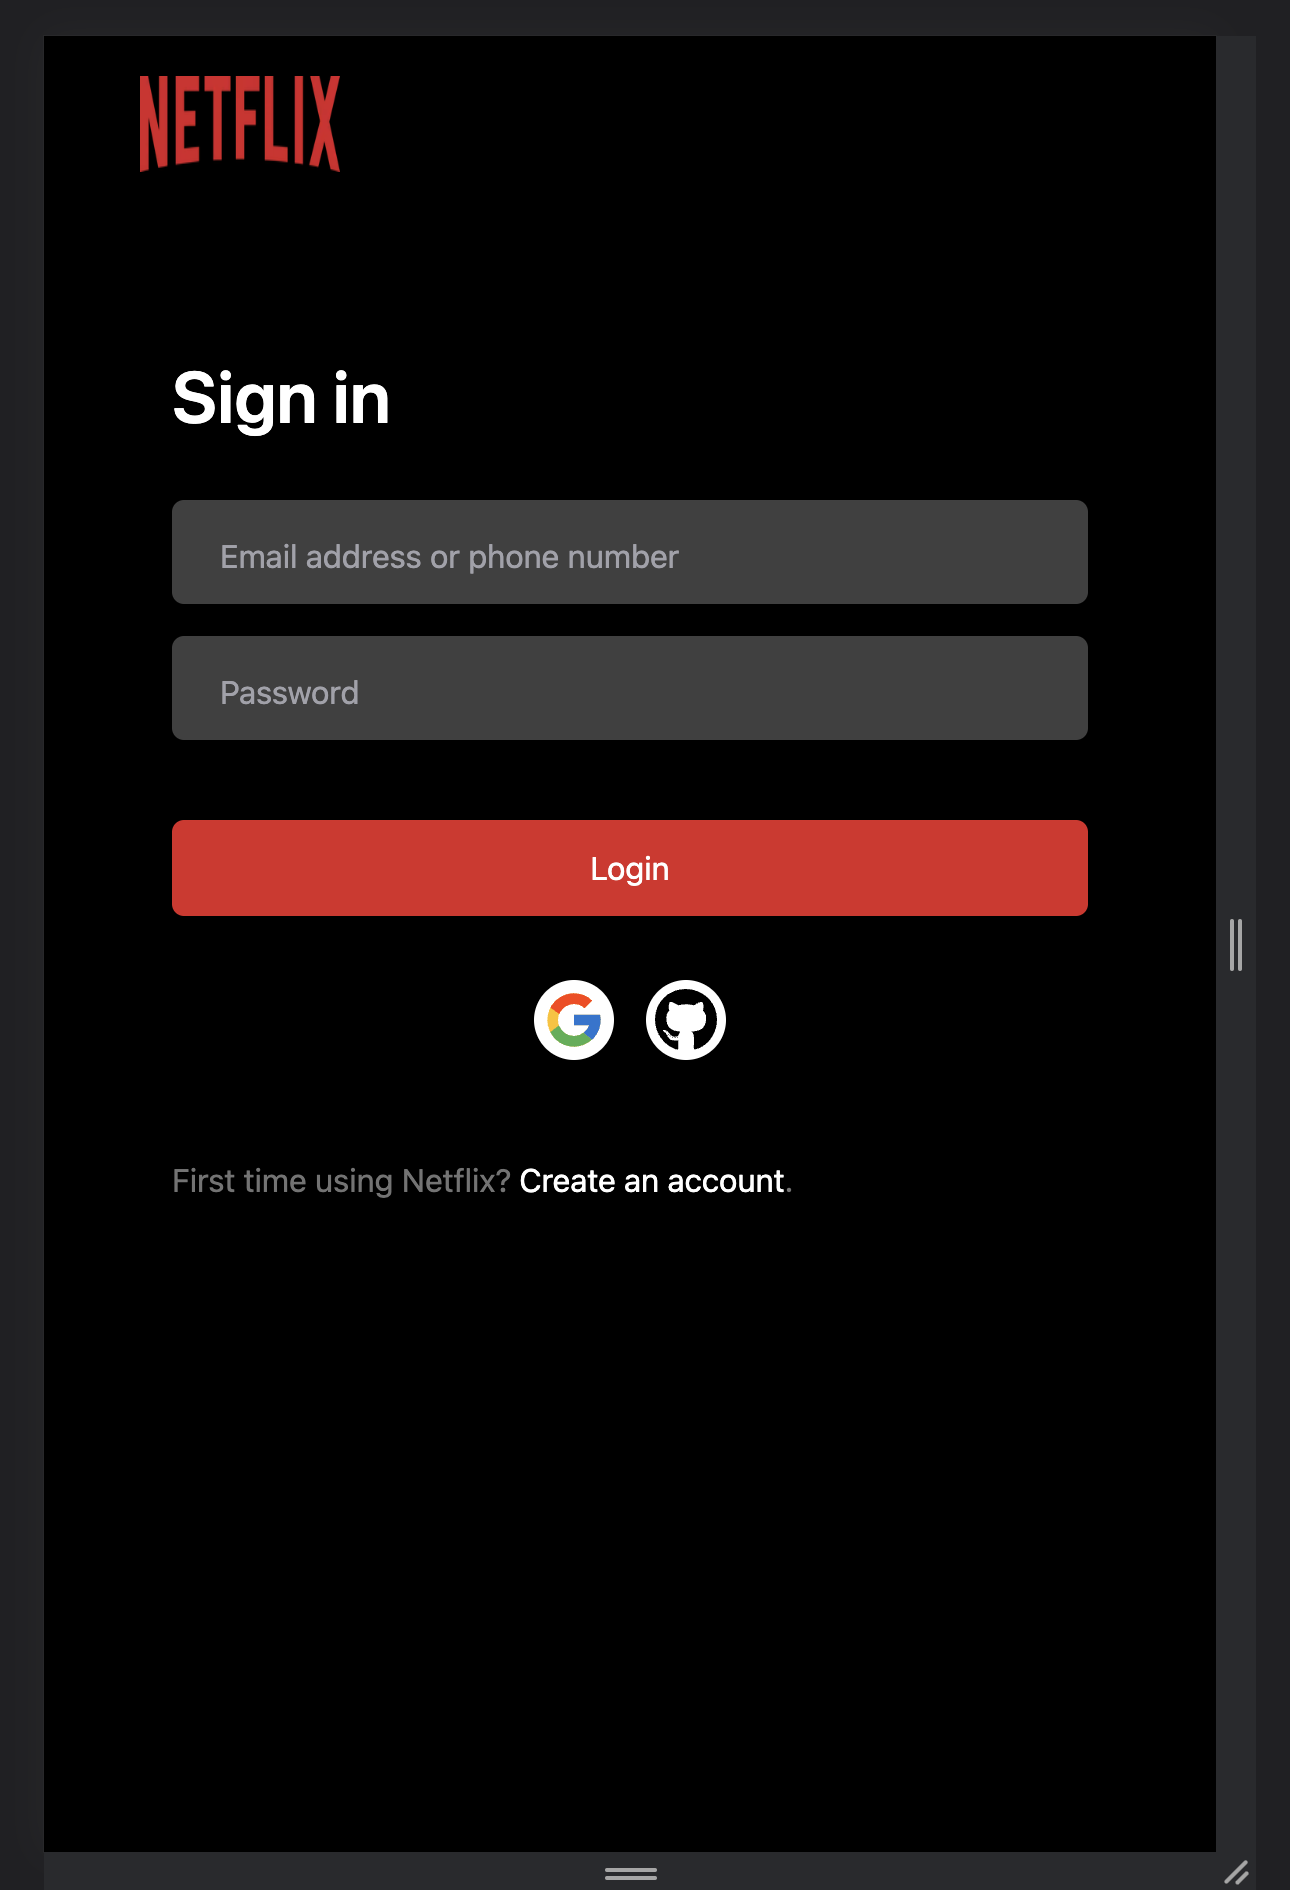 NETFLIX
Sign in
Email address or phone number
Password
Login
First time using Netflix? Create an account.